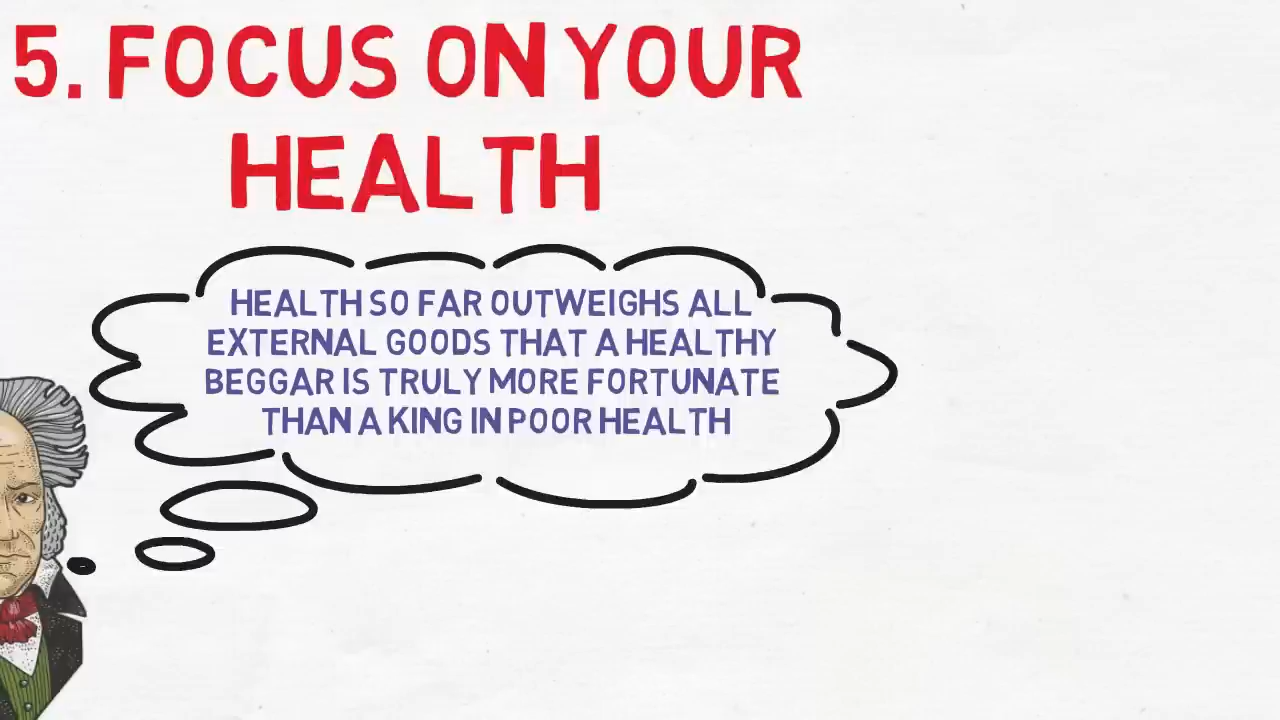 5. FOCUS ON YOUR
HEALTH
HEALTH SO FAR OUTWEIGHS ALL
EXTERNAL GOODS THAT A HEALTHY
BEGGAR IS TRULY MORE FORTUNATE
THAN A KING IN POOR HEALTH